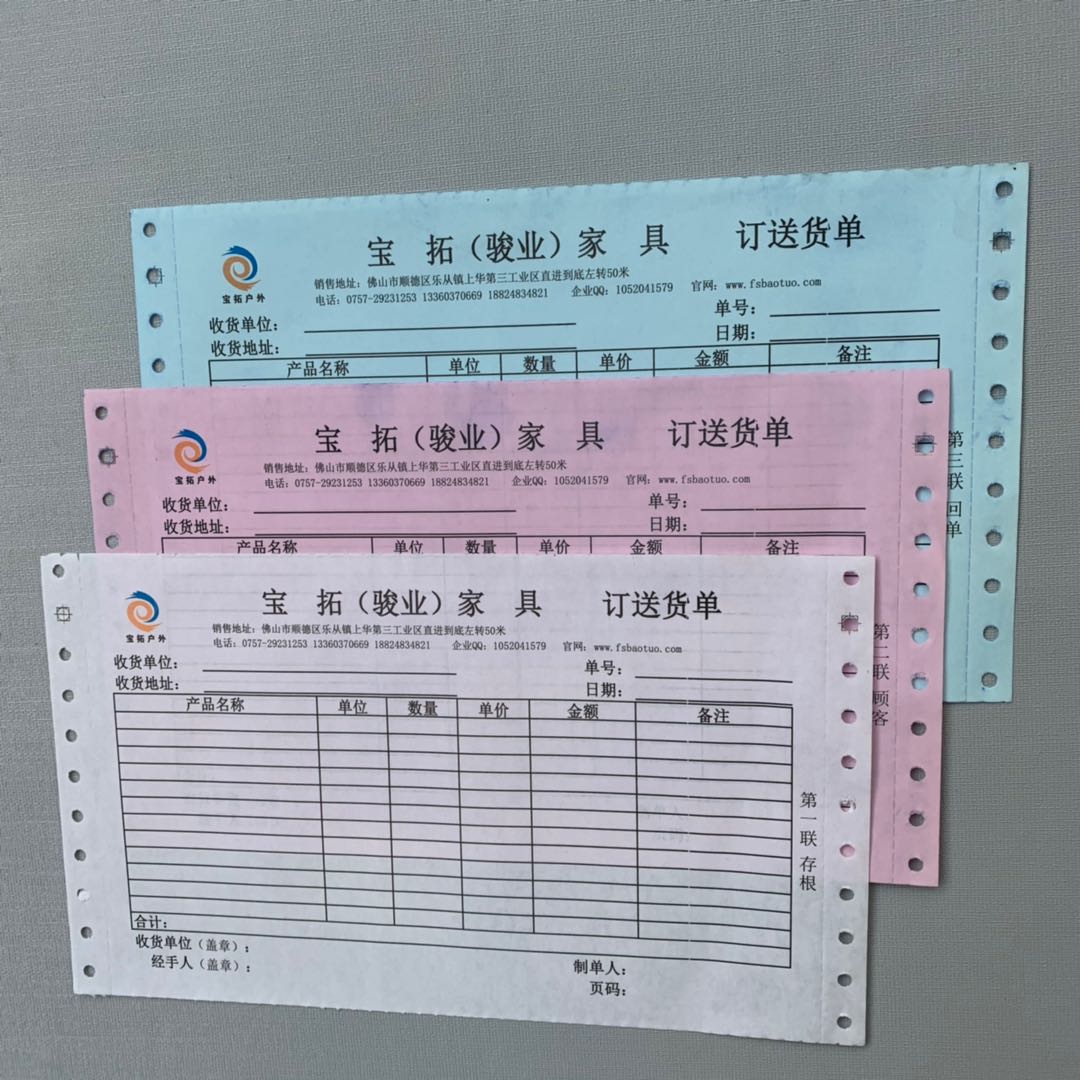 宝 拓（骏业）家 具 订送货单
宝拓户外
销售地址：佛山市顺德区乐从镇上华第三工业区直进到底左转50米
电话：0757-29231253 13360370669 18824834821 企业QQ：1052041579 官网：www.fsbaotuo.com
收货单位： 单号：
收货地址： 日期：
产品名称 单位 数量 单价 金额 备注
第三联 回单
宝 拓（骏业）家 具 订送货单
宝拓户外
销售地址：佛山市顺德区乐从镇上华第三工业区直进到底左转50米
电话：0757-29231253 13360370669 18824834821 企业QQ：1052041579 官网：www.fsbaotuo.com
收货单位： 单号：
收货地址： 日期：
产品名称 单位 数量 单价 金额 备注
第二联 顾客
宝 拓（骏业）家 具 订送货单
宝拓户外
销售地址：佛山市顺德区乐从镇上华第三工业区直进到底左转50米
电话：0757-29231253 13360370669 18824834821 企业QQ：1052041579 官网：www.fsbaotuo.com
收货单位： 单号：
收货地址： 日期：
产品名称 单位 数量 单价 金额 备注
第一联 存根
合计：
收货单位（盖章）：
经手人（盖章）： 制单人：
页码：